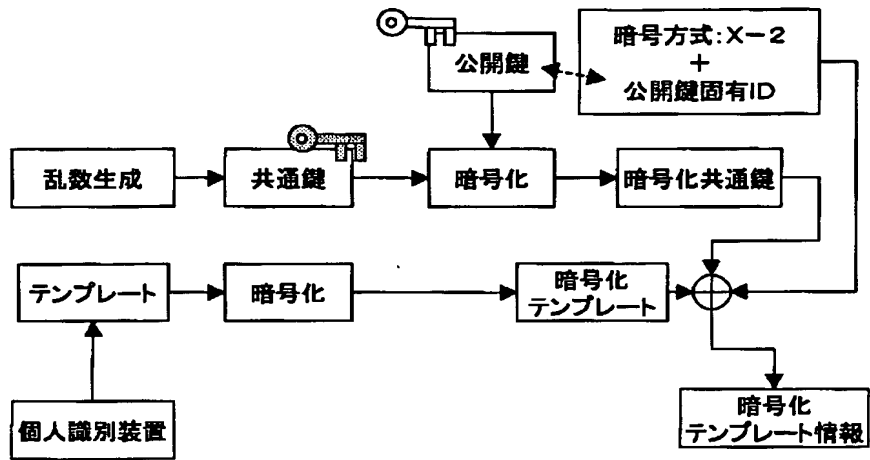 公開鍵
暗号方式:X-2
+
公開鍵固有ID
乱数生成
共通鍵
暗号化
暗号化共通鍵
テンプレート
暗号化
暗号化
テンプレート
個人識別装置
暗号化
テンプレート情報